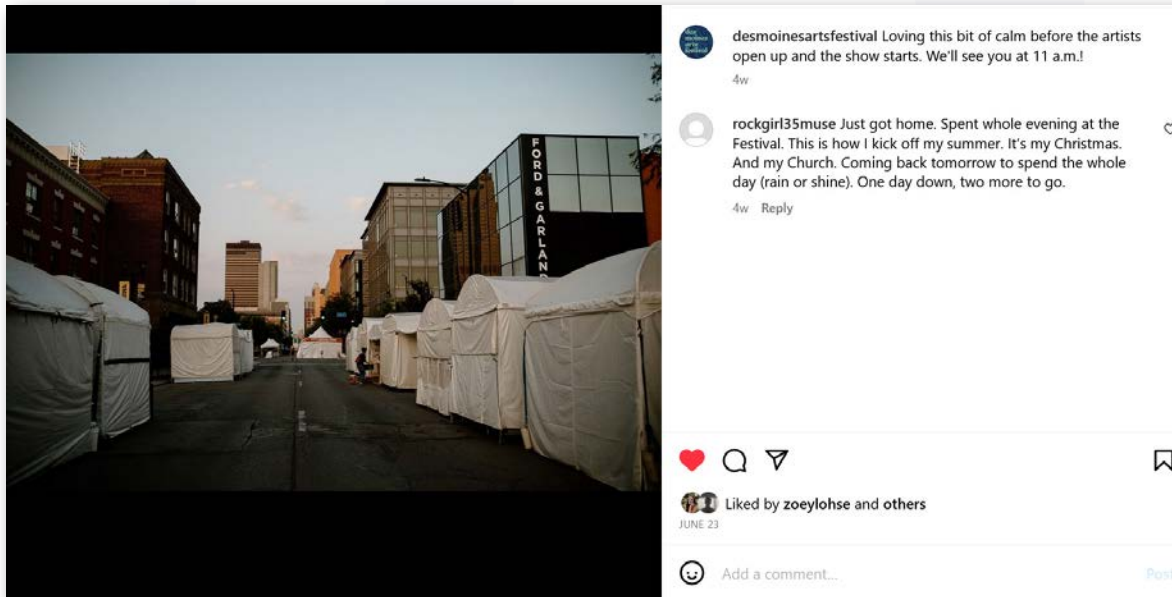 FORD & GARLAND
des moines arts festival
desmoinesartsfestival Loving this bit of calm before the artists
open up and the show starts. We'll see you at 11 a.m.!
4w
rockgirl35muse Just got home. Spent whole evening at the
Festival. This is how I kick off my summer. It's my Christmas.
And my Church. Coming back tomorrow to spend the whole
day (rain or shine). One day down, two more to go.
4w Reply
Liked by zoeylohse and others
JUNE 23
Add a comment...
Post